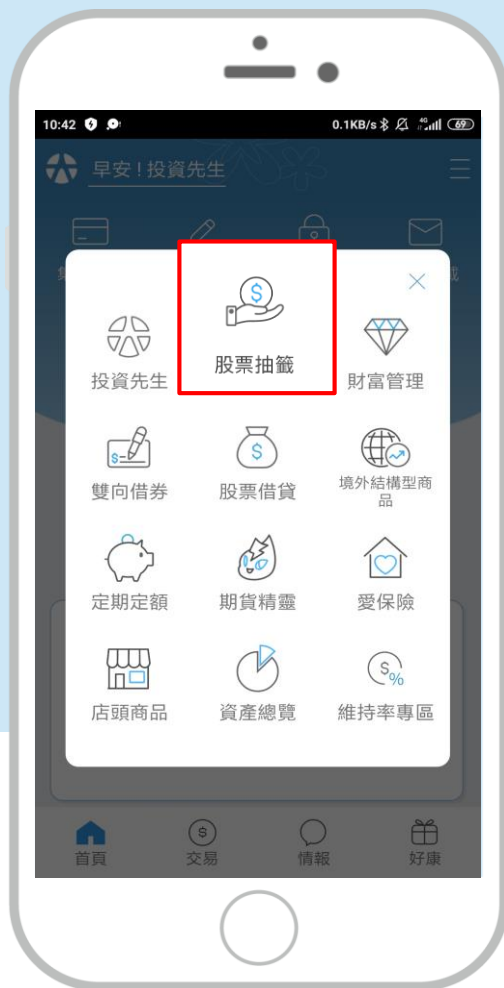 10:42
0.1KB/s
4G
69
早安!投資先生
股票抽籤
投資先生
財富管理
$-
雙向借券
股票借貸
境外結構型商
品
定期定額
期貨精靈
愛保險
店頭商品
資產總覽
維持率專區
首頁
交易
情報
好康